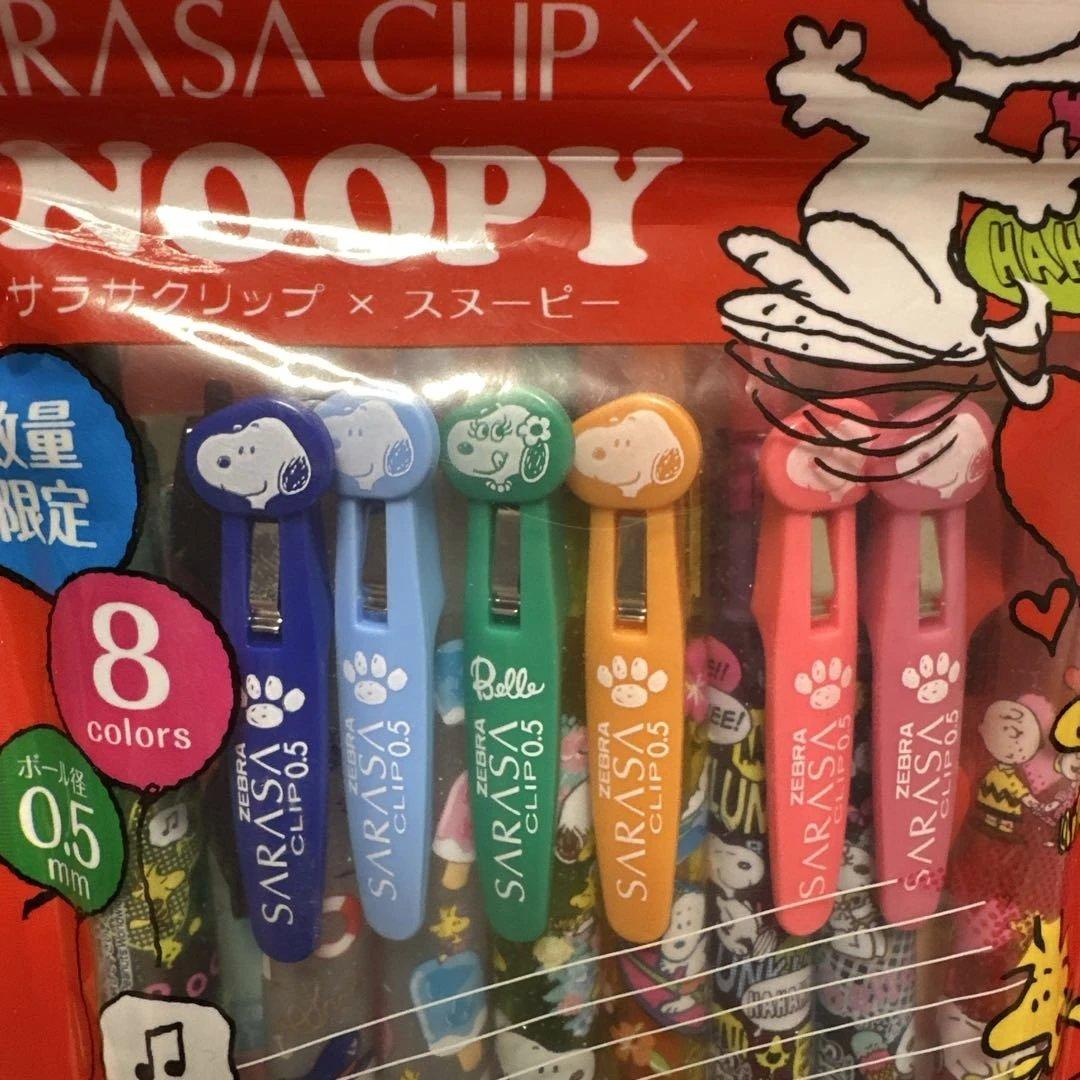 ARASA CLIP ×
NOOPY
サラサクリップ × スヌーピー
HAHA
数量
限定
8
colors
ボール径
0.5
mm
ZEBRA
SARASA
CLIP 0.5
SARASA
CLIP 0.5
Belle
ZEBRA
SARASA
CLIP 0.5
ZEBRA
SARASA
CLIP 0.5
ZEBRA
SARASA
CLIP 0.5
ZEBRA
SARASA
CLIP 0.5
EE!
HAHA